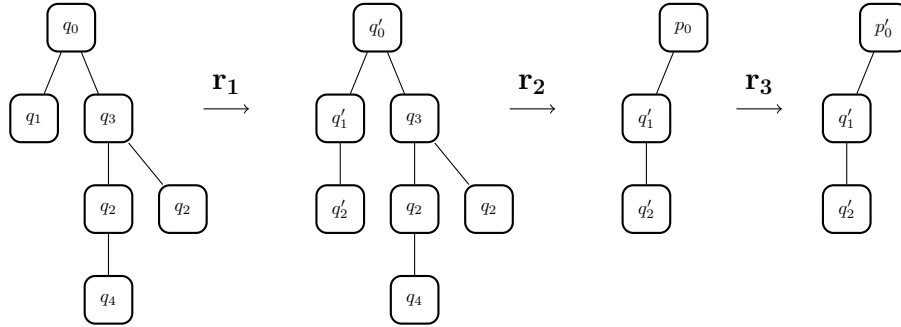 q₀ q′₀ p₀ p′₀
r₁ r₂ r₃
q₁ q₃ q′₁ q₃ q′₁ q′₁
q₂ q₂ q′₂ q₂ q₂ q′₂ q′₂
q₄ q₄